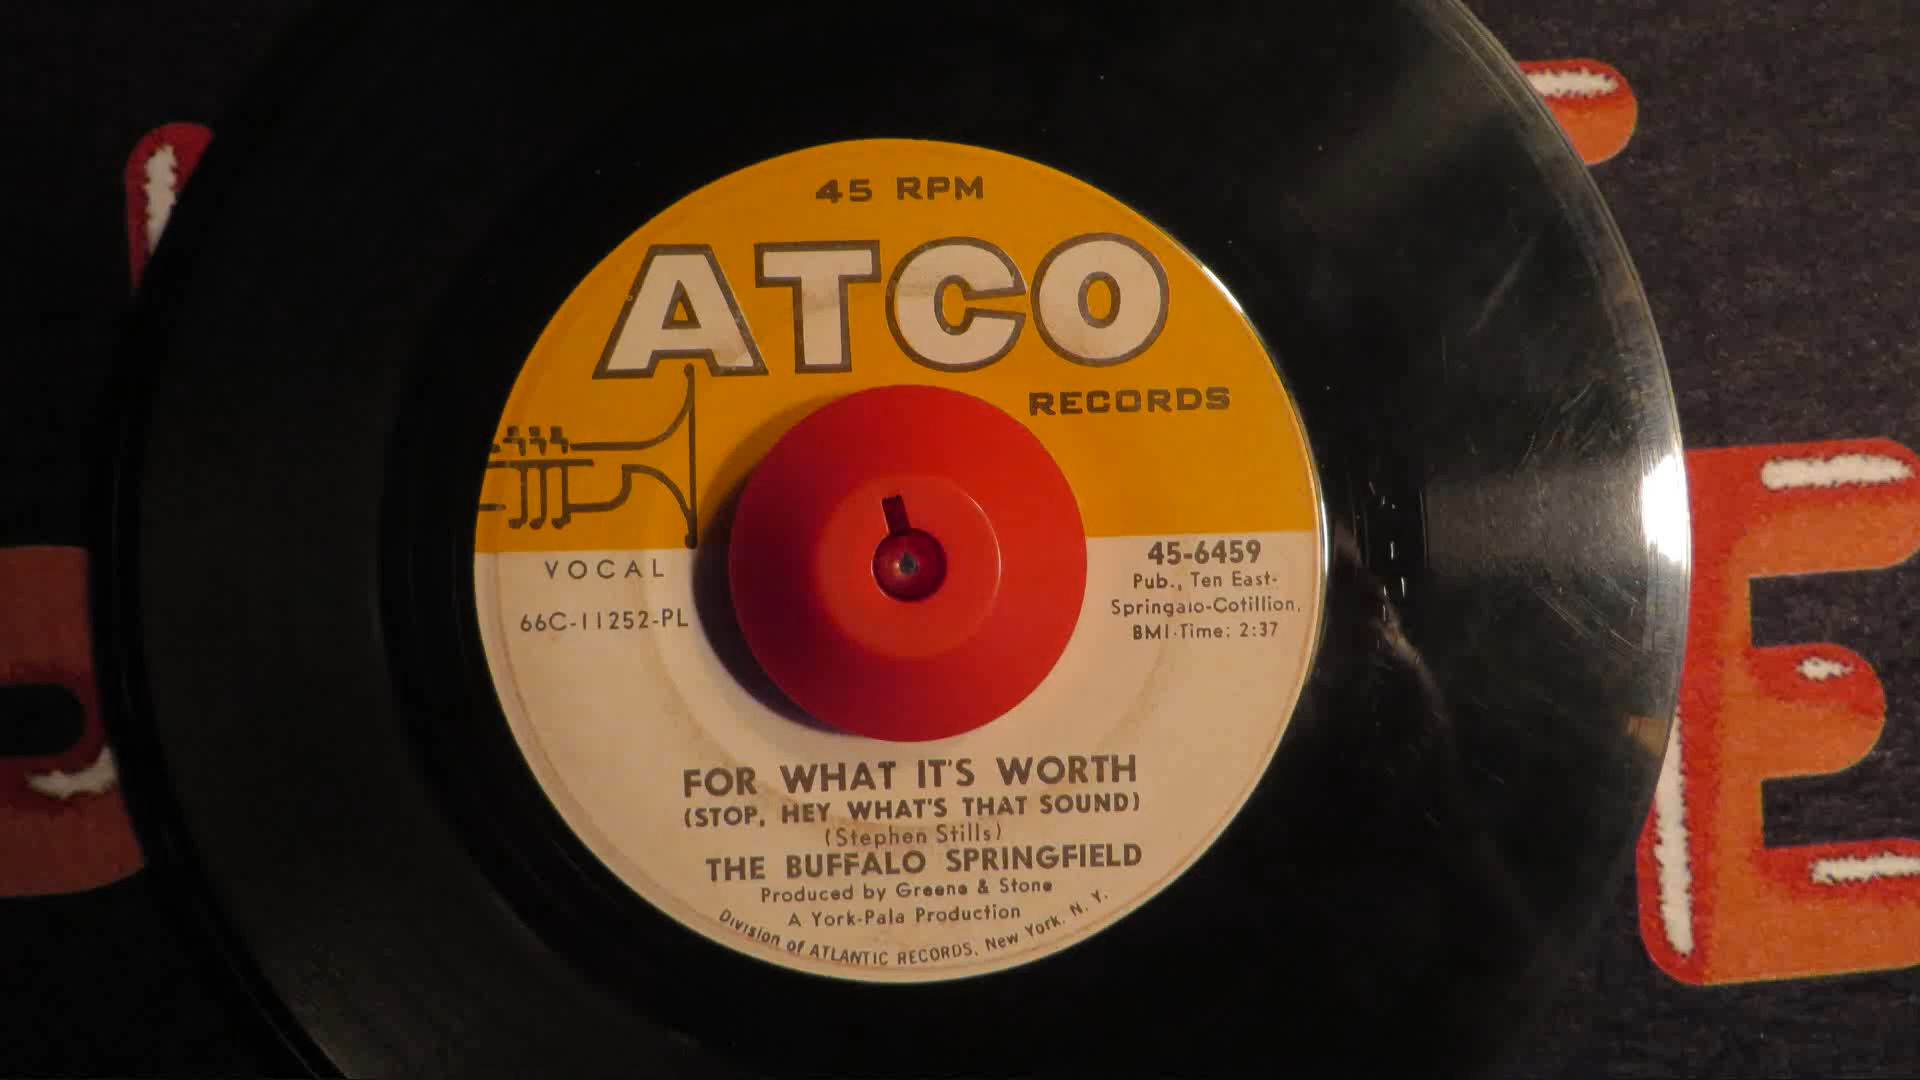 45 RPM
ATCO
RECORDS
VOCAL
66C-11252-PL
45-6459
Pub., Ten East-
Springalo-Cotillion,
BMI·Time: 2:37
FOR WHAT IT'S WORTH
(STOP, HEY WHAT'S THAT SOUND)
(Stephen Stills)
THE BUFFALO SPRINGFIELD
Produced by Greene & Stone
A York-Pala Production
Division of ATLANTIC RECORDS, New York, N. Y.
E